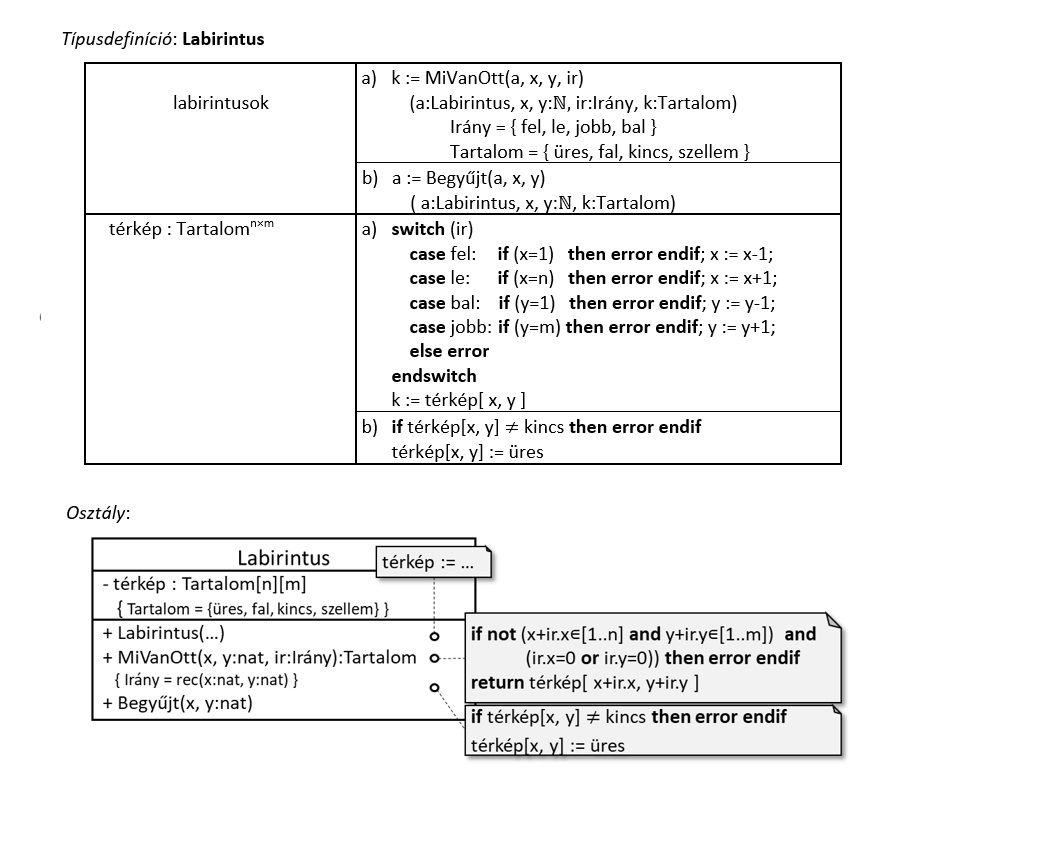 Típusdefiníció: Labirintus
labirintusok
a) k := MiVanOtt(a, x, y, ir)
(a:Labirintus, x, y:ℕ, ir:Irány, k:Tartalom)
Irány = { fel, le, jobb, bal }
Tartalom = { üres, fal, kincs, szellem }
b) a := Begyűjt(a, x, y)
( a:Labirintus, x, y:ℕ, k:Tartalom)
térkép : Tartalomⁿ×ᵐ
a) switch (ir)
case fel: if (x=1) then error endif; x := x-1;
case le: if (x=n) then error endif; x := x+1;
case bal: if (y=1) then error endif; y := y-1;
case jobb: if (y=m) then error endif; y := y+1;
else error
endswitch
k := térkép[ x, y ]
b) if térkép[x, y] ≠ kincs then error endif
térkép[x, y] := üres
Osztály:
Labirintus
térkép := ...
- térkép : Tartalom[n][m]
{ Tartalom = {üres, fal, kincs, szellem} }
+ Labirintus(...)
+ MiVanOtt(x, y:nat, ir:Irány):Tartalom
{ Irány = rec(x:nat, y:nat) }
+ Begyűjt(x, y:nat)
if not (x+ir.x∈[1..n] and y+ir.y∈[1..m]) and
(ir.x=0 or ir.y=0)) then error endif
return térkép[ x+ir.x, y+ir.y ]
if térkép[x, y] ≠ kincs then error endif
térkép[x, y] := üres